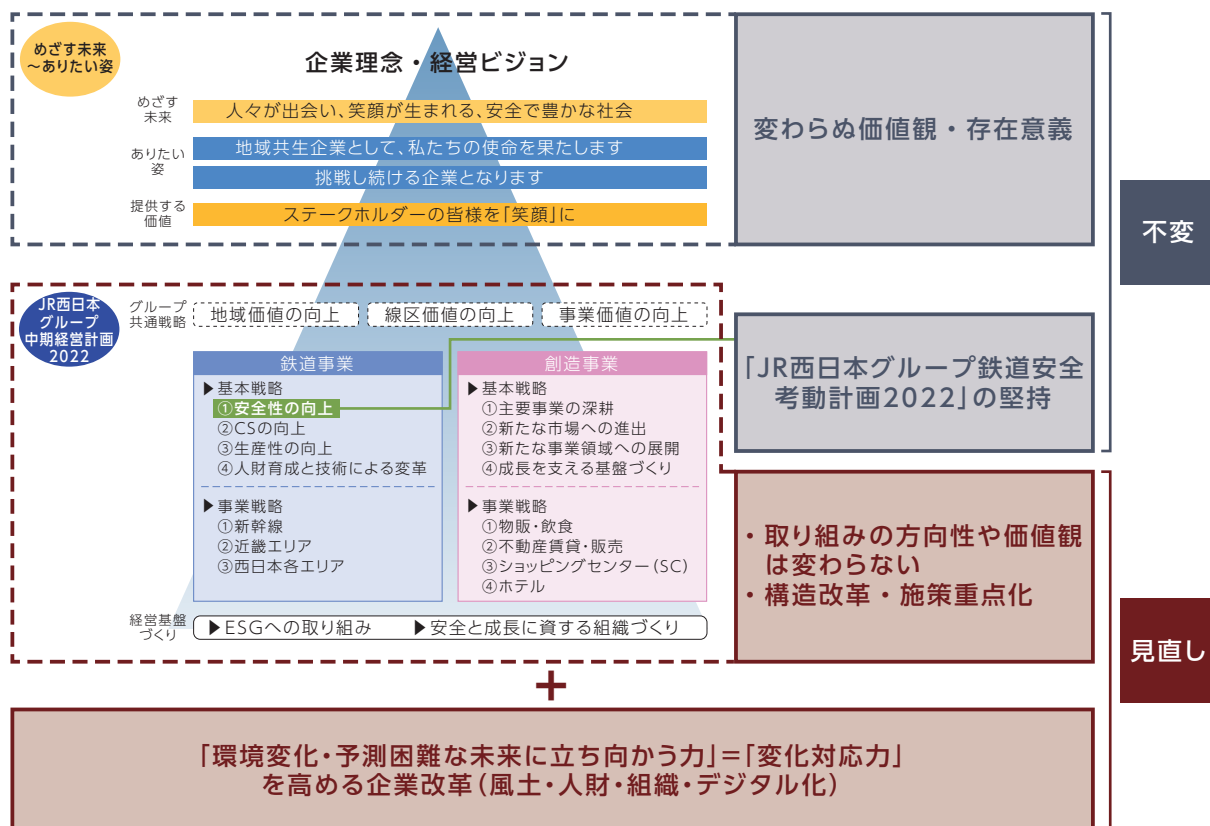 めざす未来
～ありたい姿
企業理念・経営ビジョン
めざす
未来
人々が出会い、笑顔が生まれる、安全で豊かな社会
ありたい
姿
地域共生企業として、私たちの使命を果たします
挑戦し続ける企業となります
提供する
価値
ステークホルダーの皆様を「笑顔」に
変わらぬ価値観・存在意義
不変
JR西日本
グループ
中期経営計画
2022
グループ
共通戦略
地域価値の向上
線区価値の向上
事業価値の向上
鉄道事業
▶基本戦略
①安全性の向上
②CSの向上
③生産性の向上
④人財育成と技術による変革
▶事業戦略
①新幹線
②近畿エリア
③西日本各エリア
創造事業
▶基本戦略
①主要事業の深耕
②新たな市場への進出
③新たな事業領域への展開
④成長を支える基盤づくり
▶事業戦略
①物販・飲食
②不動産賃貸・販売
③ショッピングセンター(SC)
④ホテル
経営基盤
づくり
▶ESGへの取り組み ▶安全と成長に資する組織づくり
「JR西日本グループ鉄道安全
考動計画2022」の堅持
・取り組みの方向性や価値観
は変わらない
・構造改革・施策重点化
見直し
+
「環境変化・予測困難な未来に立ち向かう力」=「変化対応力」
を高める企業改革(風土・人財・組織・デジタル化)